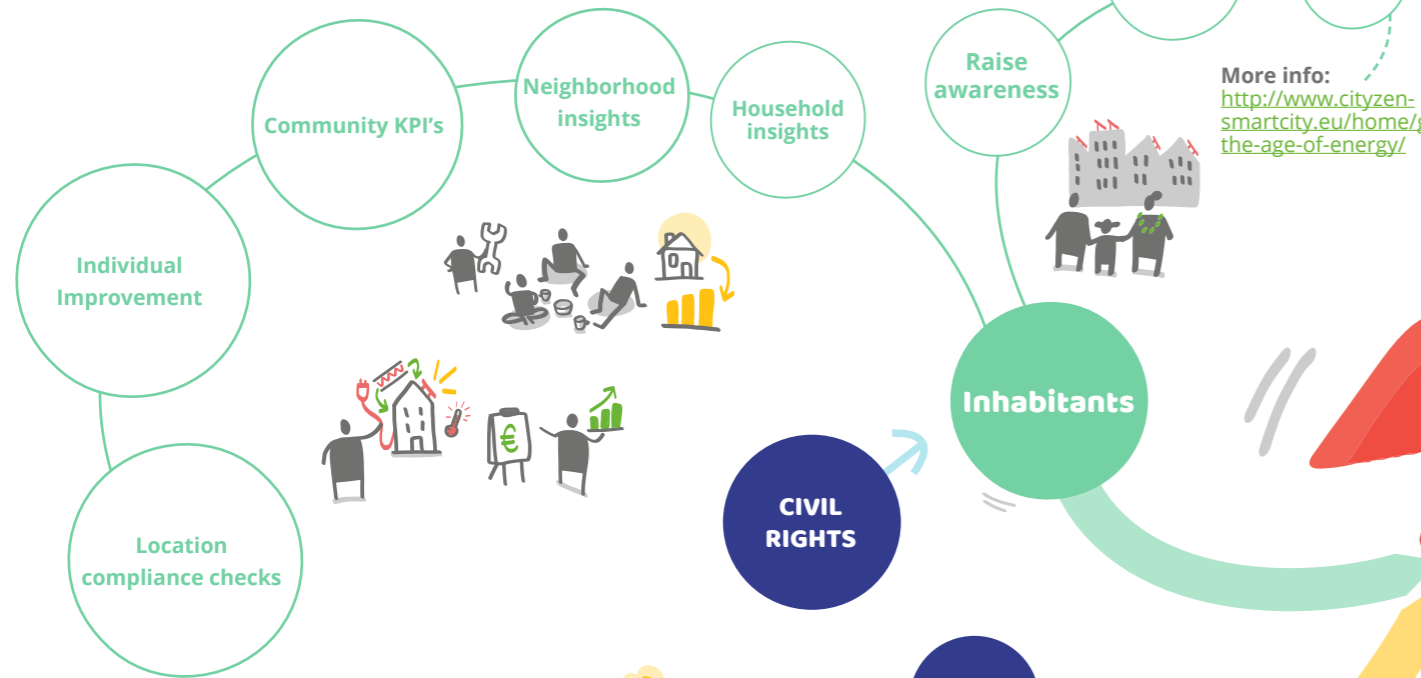 Neighborhood
insights
Community KPI's
Household
insights
Raise
awareness
More info:
http://www.cityzen-
smartcity.eu/home/
the-age-of-energy/
Individual
Improvement
€
Inhabitants
CIVIL
RIGHTS
Location
compliance checks